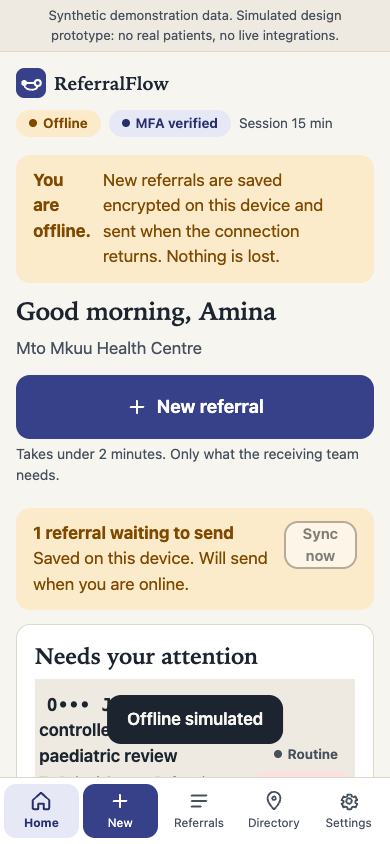 Synthetic demonstration data. Simulated design
prototype: no real patients, no live integrations.
ReferralFlow
Offline
MFA verified
Session 15 min
You
are
offline.
New referrals are saved
encrypted on this device and
sent when the connection
returns. Nothing is lost.
Good morning, Amina
Mto Mkuu Health Centre
+ New referral
Takes under 2 minutes. Only what the receiving team
needs.
1 referral waiting to send
Saved on this device. Will send
when you are online.
Sync
now
Needs your attention
O••• J
Offline simulated
controlle
paediatric review
Routine
Home
New
Referrals
Directory
Settings